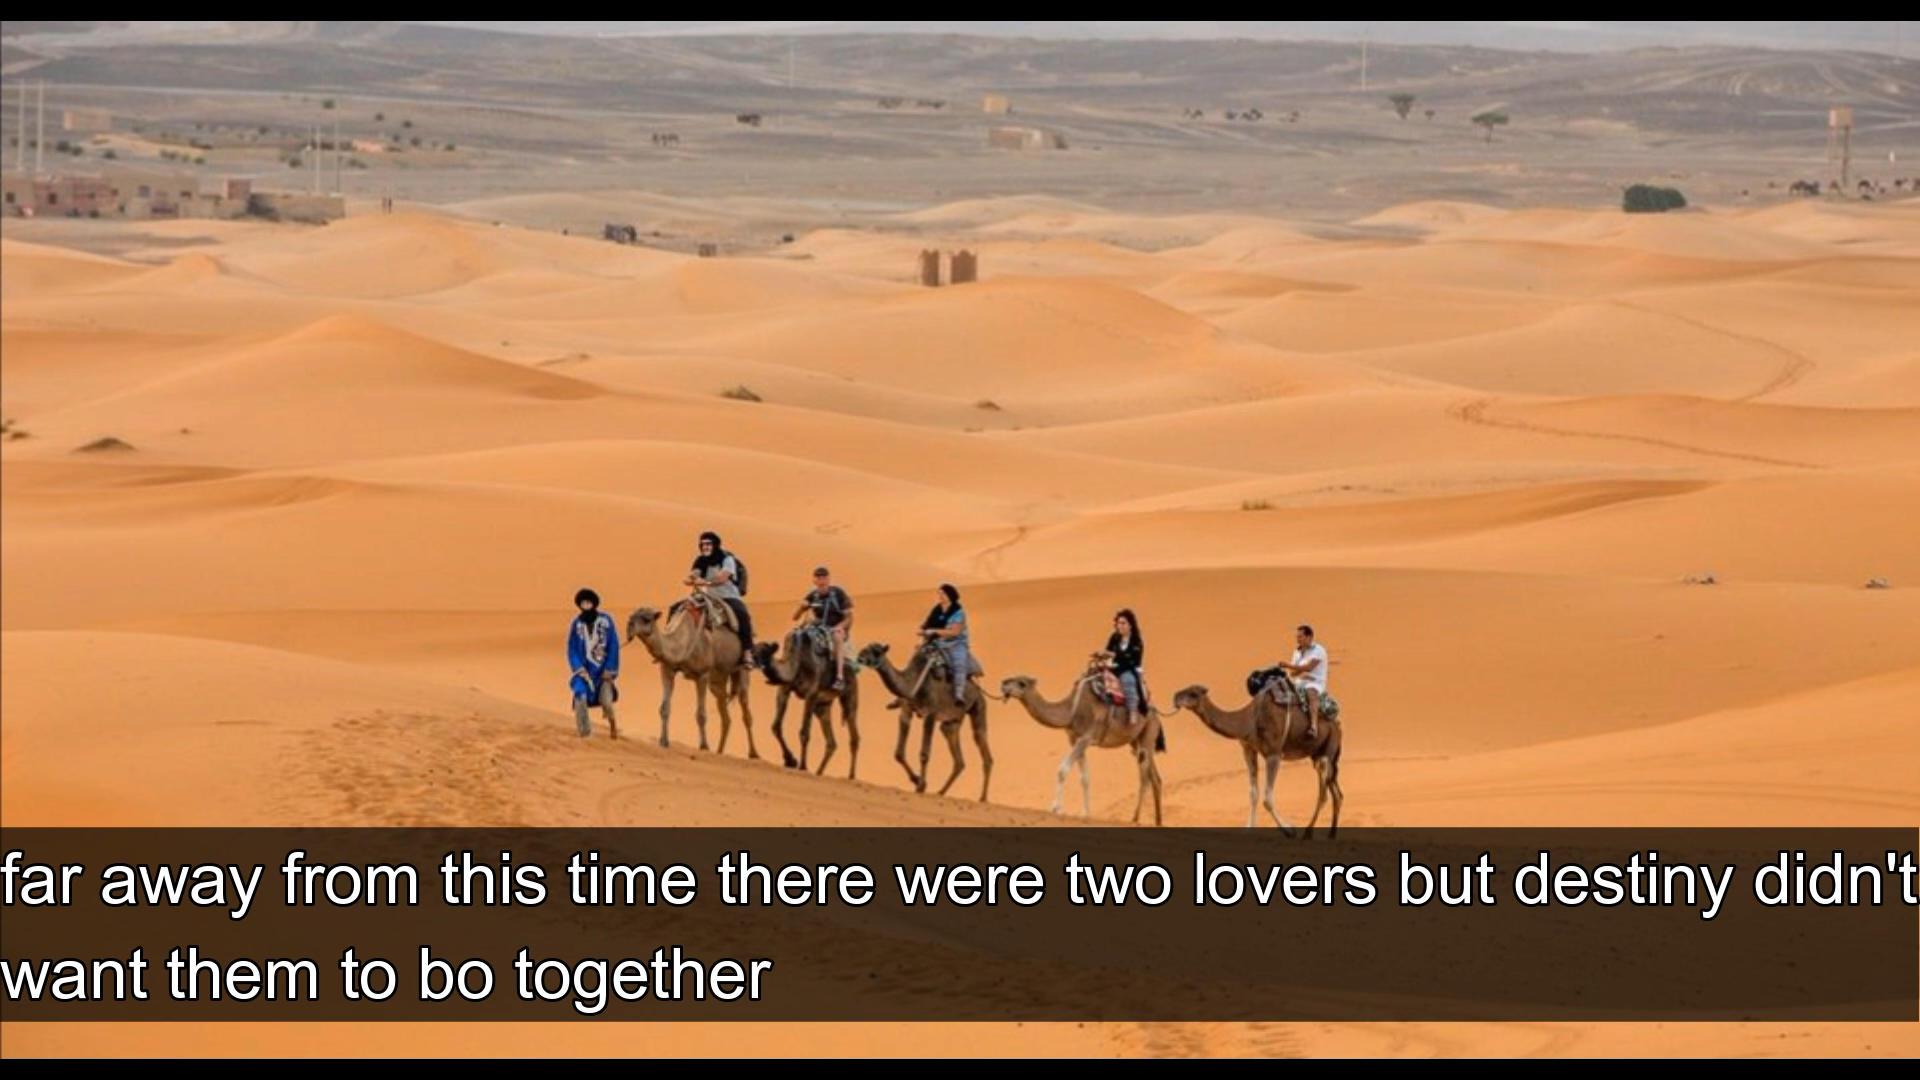 far away from this time there were two lovers but destiny didn't
want them to bo together